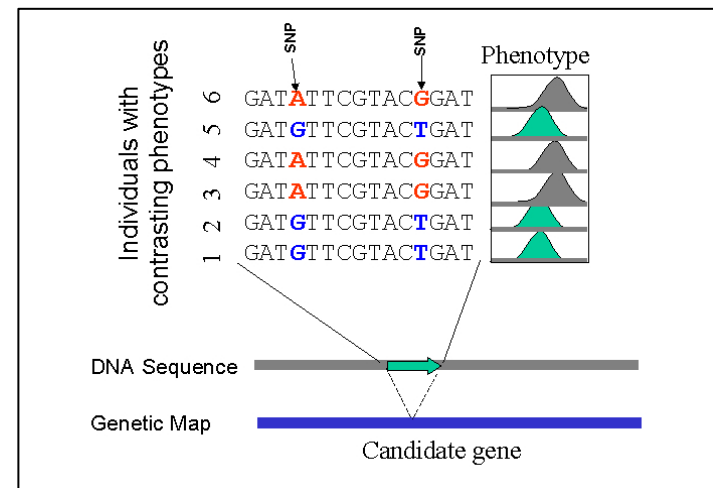 SNP SNP
Phenotype
Individuals with
contrasting phenotypes
6 GATATTCGTACGGAT
5 GATGTTCGTACTGAT
4 GATATTCGTACGGAT
3 GATATTCGTACGGAT
2 GATGTTCGTACTGAT
1 GATGTTCGTACTGAT
DNA Sequence
Genetic Map
Candidate gene